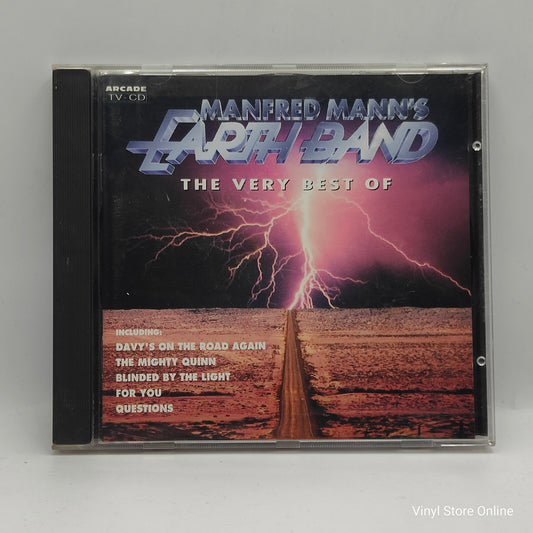 ARCADE
TV-CD
MANFRED MANN'S
EARTH BAND
THE VERY BEST OF
INCLUDING:
DAVY'S ON THE ROAD AGAIN
THE MIGHTY QUINN
BLINDED BY THE LIGHT
FOR YOU
QUESTIONS
Vinyl Store Online